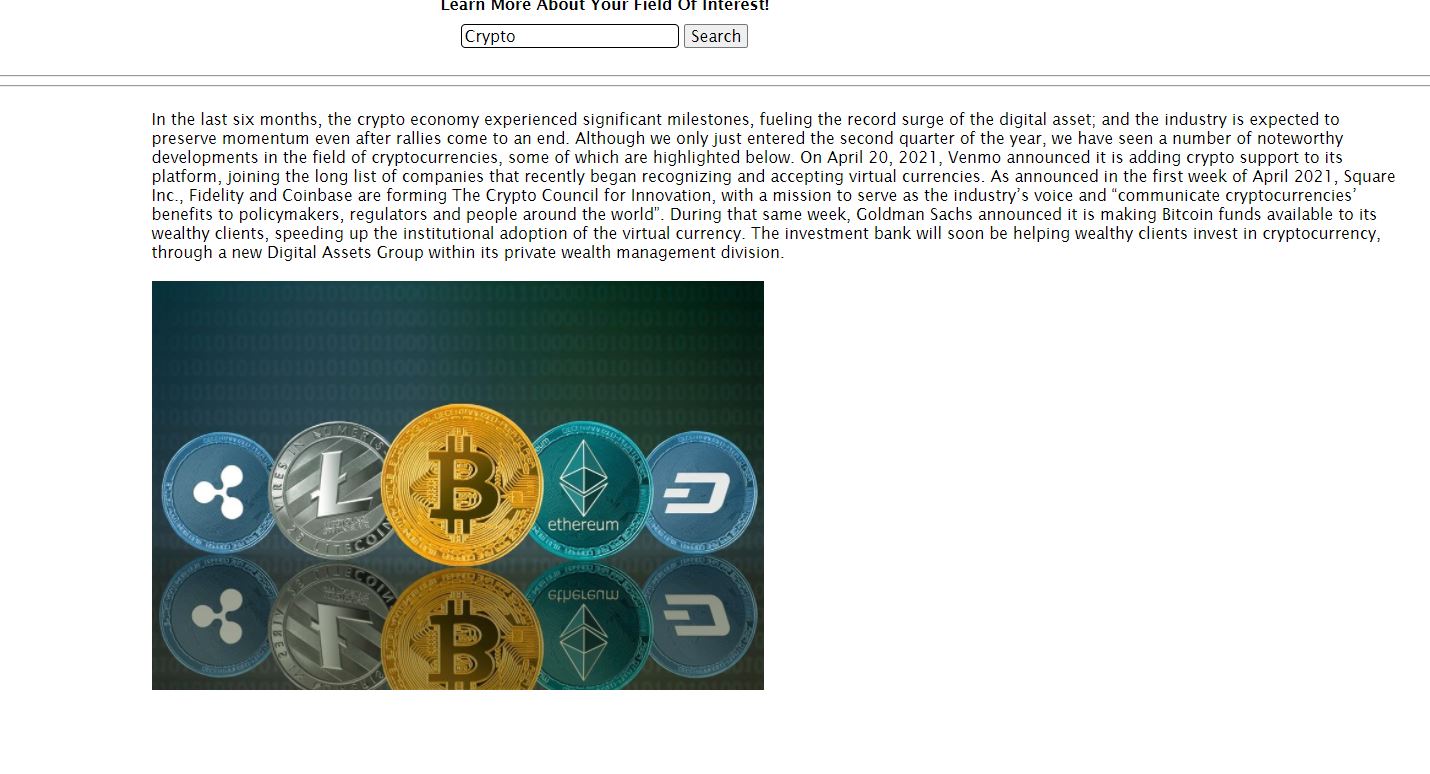 Learn More About Your Field Of Interest!
Crypto Search
In the last six months, the crypto economy experienced significant milestones, fueling the record surge of the digital asset; and the industry is expected to
preserve momentum even after rallies come to an end. Although we only just entered the second quarter of the year, we have seen a number of noteworthy
developments in the field of cryptocurrencies, some of which are highlighted below. On April 20, 2021, Venmo announced it is adding crypto support to its
platform, joining the long list of companies that recently began recognizing and accepting virtual currencies. As announced in the first week of April 2021, Square
Inc., Fidelity and Coinbase are forming The Crypto Council for Innovation, with a mission to serve as the industry’s voice and “communicate cryptocurrencies’
benefits to policymakers, regulators and people around the world”. During that same week, Goldman Sachs announced it is making Bitcoin funds available to its
wealthy clients, speeding up the institutional adoption of the virtual currency. The investment bank will soon be helping wealthy clients invest in cryptocurrency,
through a new Digital Assets Group within its private wealth management division.
VIRES IN NUMERIS
LITECOIN
ethereum